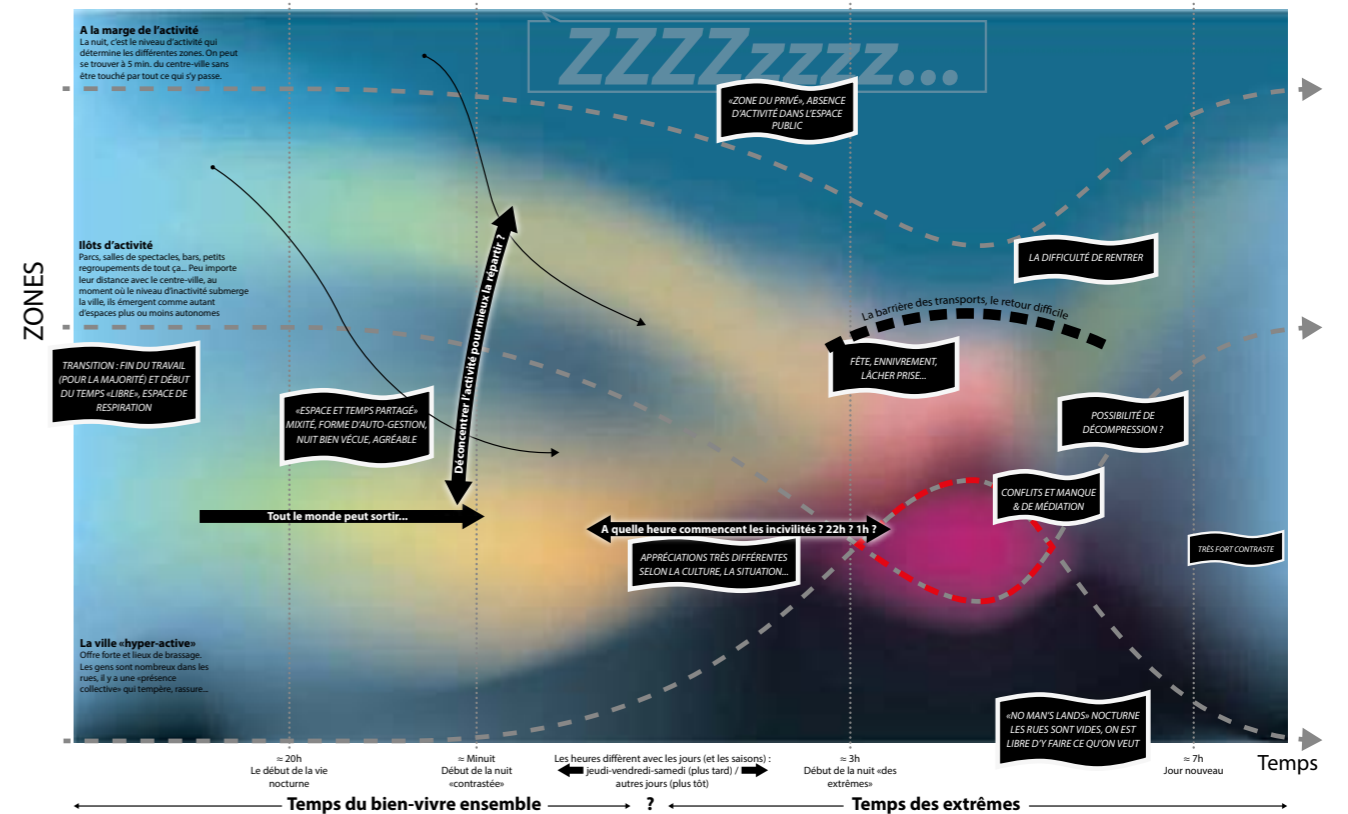 A la marge de l'activité
La nuit, c'est le niveau d'activité qui
détermine les différentes zones. On peut
se trouver à 5 min. du centre-ville sans
être touché par tout ce qui s'y passe.
ZZZZzzzz...
«ZONE DU PRIVÉ», ABSENCE
D'ACTIVITÉ DANS L'ESPACE
PUBLIC
ZONES
Ilôts d'activité
Parcs, salles de spectacles, bars, petits
regroupements de tout ça... Peu importe
leur distance avec le centre-ville, au
moment où le niveau d'inactivité submerge
la ville, ils émergent comme autant
d'espaces plus ou moins autonomes
Déconcentrer l'activité pour mieux la répartir ?
LA DIFFICULTÉ DE RENTRER
La barrière des transports, le retour difficile
TRANSITION : FIN DU TRAVAIL
(POUR LA MAJORITÉ) ET DÉBUT
DU TEMPS «LIBRE», ESPACE DE
RESPIRATION
«ESPACE ET TEMPS PARTAGÉ»
MIXITÉ, FORME D'AUTO-GESTION,
NUIT BIEN VÉCUE, AGRÉABLE
FÊTE, ENNIVREMENT,
LÂCHER PRISE...
POSSIBILITÉ DE
DÉCOMPRESSION ?
CONFLITS ET MANQUE
& DE MÉDIATION
Tout le monde peut sortir...
A quelle heure commencent les incivilités ? 22h ? 1h ?
APPRÉCIATIONS TRÈS DIFFÉRENTES
SELON LA CULTURE, LA SITUATION...
TRÈS FORT CONTRASTE
La ville «hyper-active»
Offre forte et lieux de brassage.
Les gens sont nombreux dans les
rues, il y a une «présence
collective» qui tempère, rassure...
«NO MAN'S LANDS» NOCTURNE
LES RUES SONT VIDES, ON EST
LIBRE D'Y FAIRE CE QU'ON VEUT
≈ 20h
Le début de la vie
nocturne
≈ Minuit
Début de la nuit
«contrastée»
Les heures diffèrent avec les jours (et les saisons) :
jeudi-vendredi-samedi (plus tard) /
autres jours (plus tôt)
≈ 3h
Début de la nuit «des
extrêmes»
≈ 7h
Jour nouveau
Temps
Temps du bien-vivre ensemble
?
Temps des extrêmes